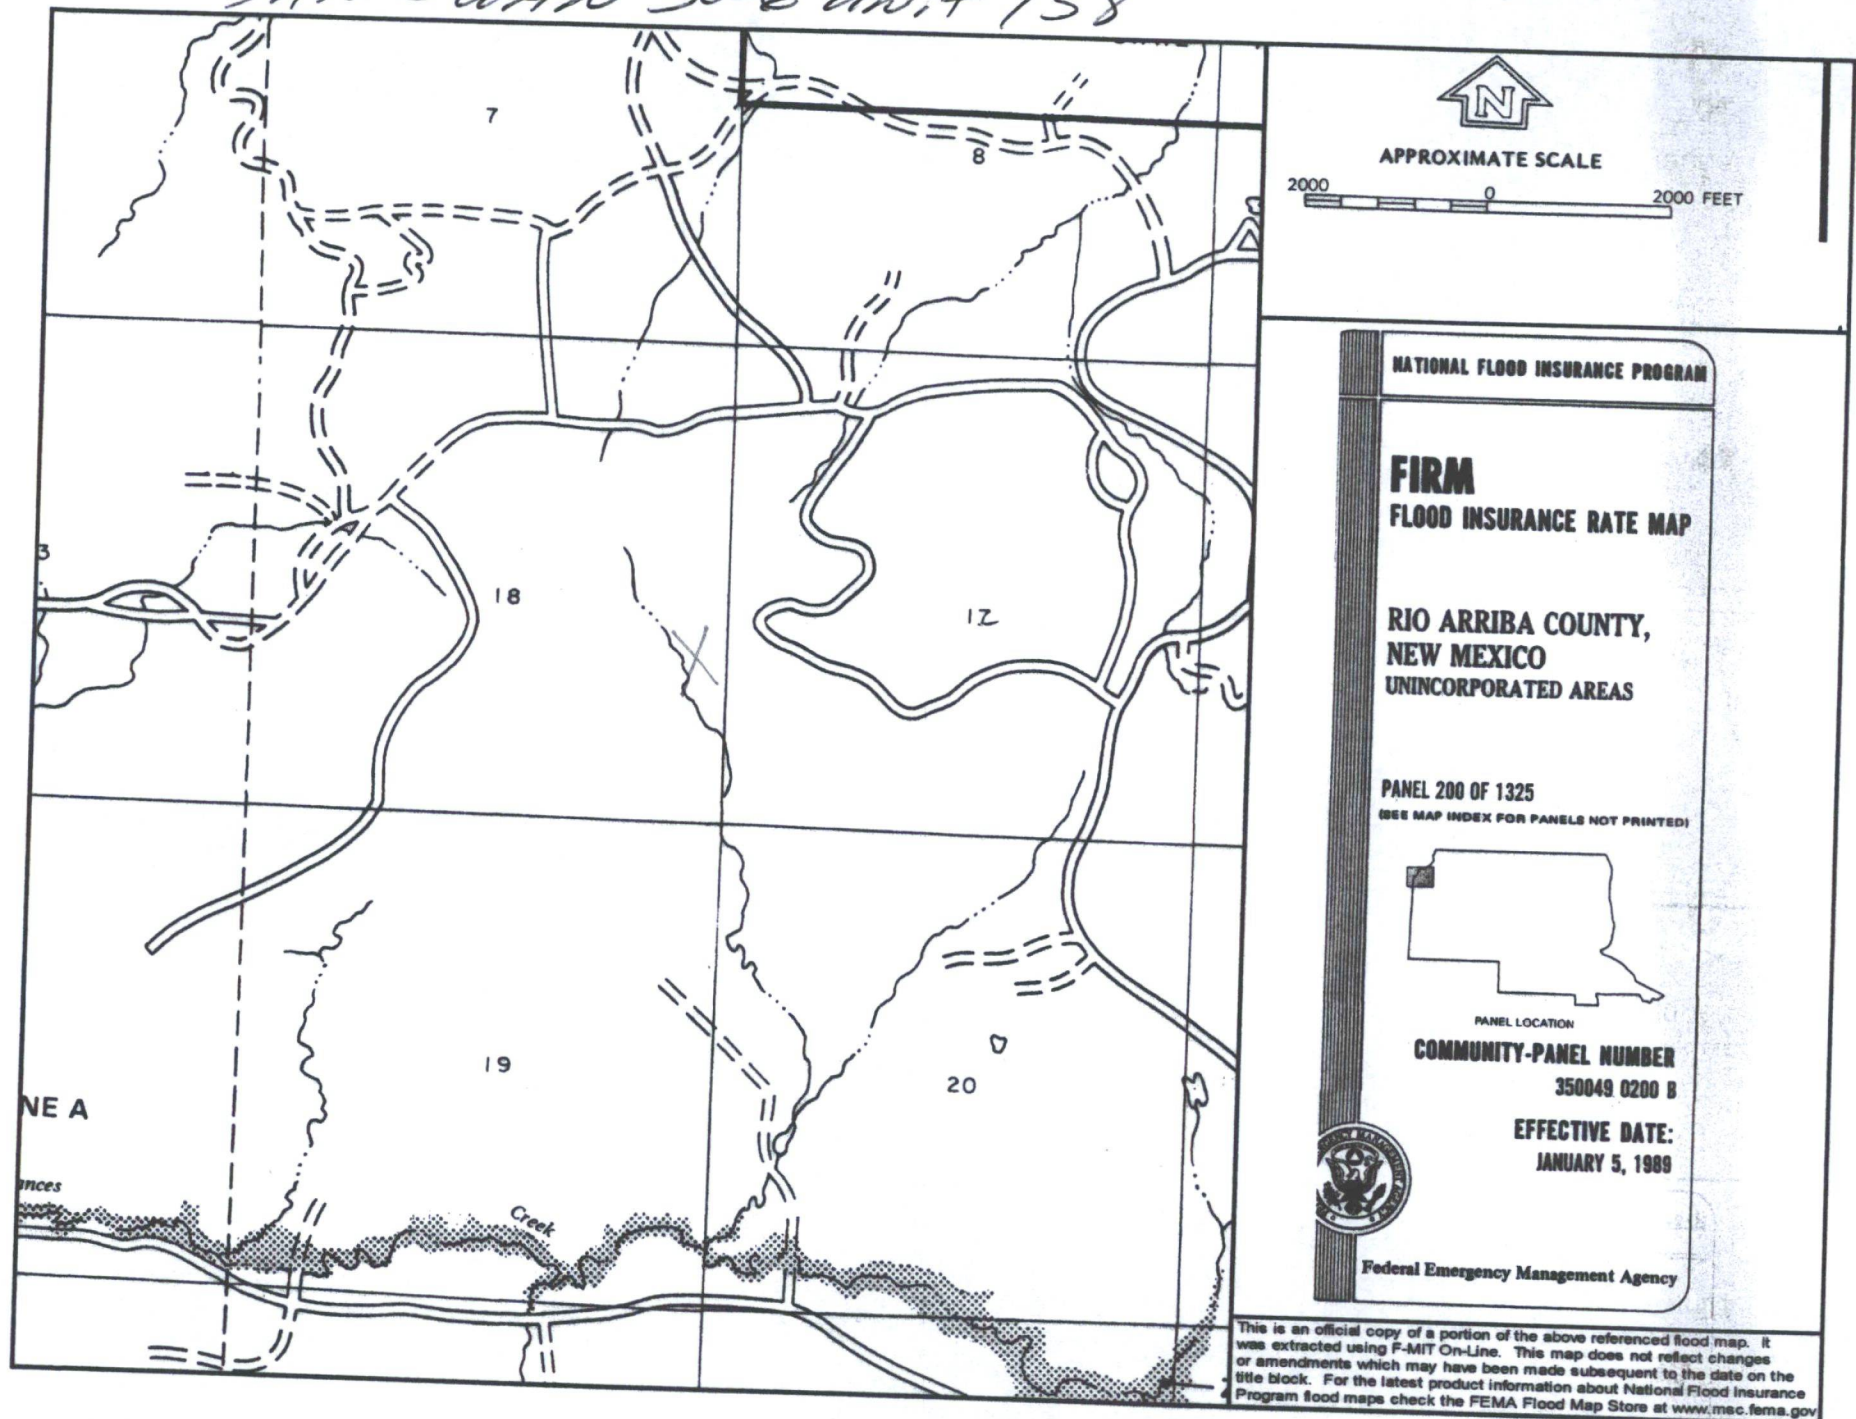 158
7
8
3
18
12
19
20
NE A
nces
Creek
N
APPROXIMATE SCALE
2000 0 2000 FEET
NATIONAL FLOOD INSURANCE PROGRAM
FIRM
FLOOD INSURANCE RATE MAP
RIO ARRIBA COUNTY,
NEW MEXICO
UNINCORPORATED AREAS
PANEL 200 OF 1325
(SEE MAP INDEX FOR PANELS NOT PRINTED)
PANEL LOCATION
COMMUNITY-PANEL NUMBER
350049 0200 B
EFFECTIVE DATE:
JANUARY 5, 1989
Federal Emergency Management Agency
This is an official copy of a portion of the above referenced flood map. It
was extracted using F-MIT On-Line. This map does not reflect changes
or amendments which may have been made subsequent to the date on the
title block. For the latest product information about National Flood Insurance
Program flood maps check the FEMA Flood Map Store at www.msc.fema.gov